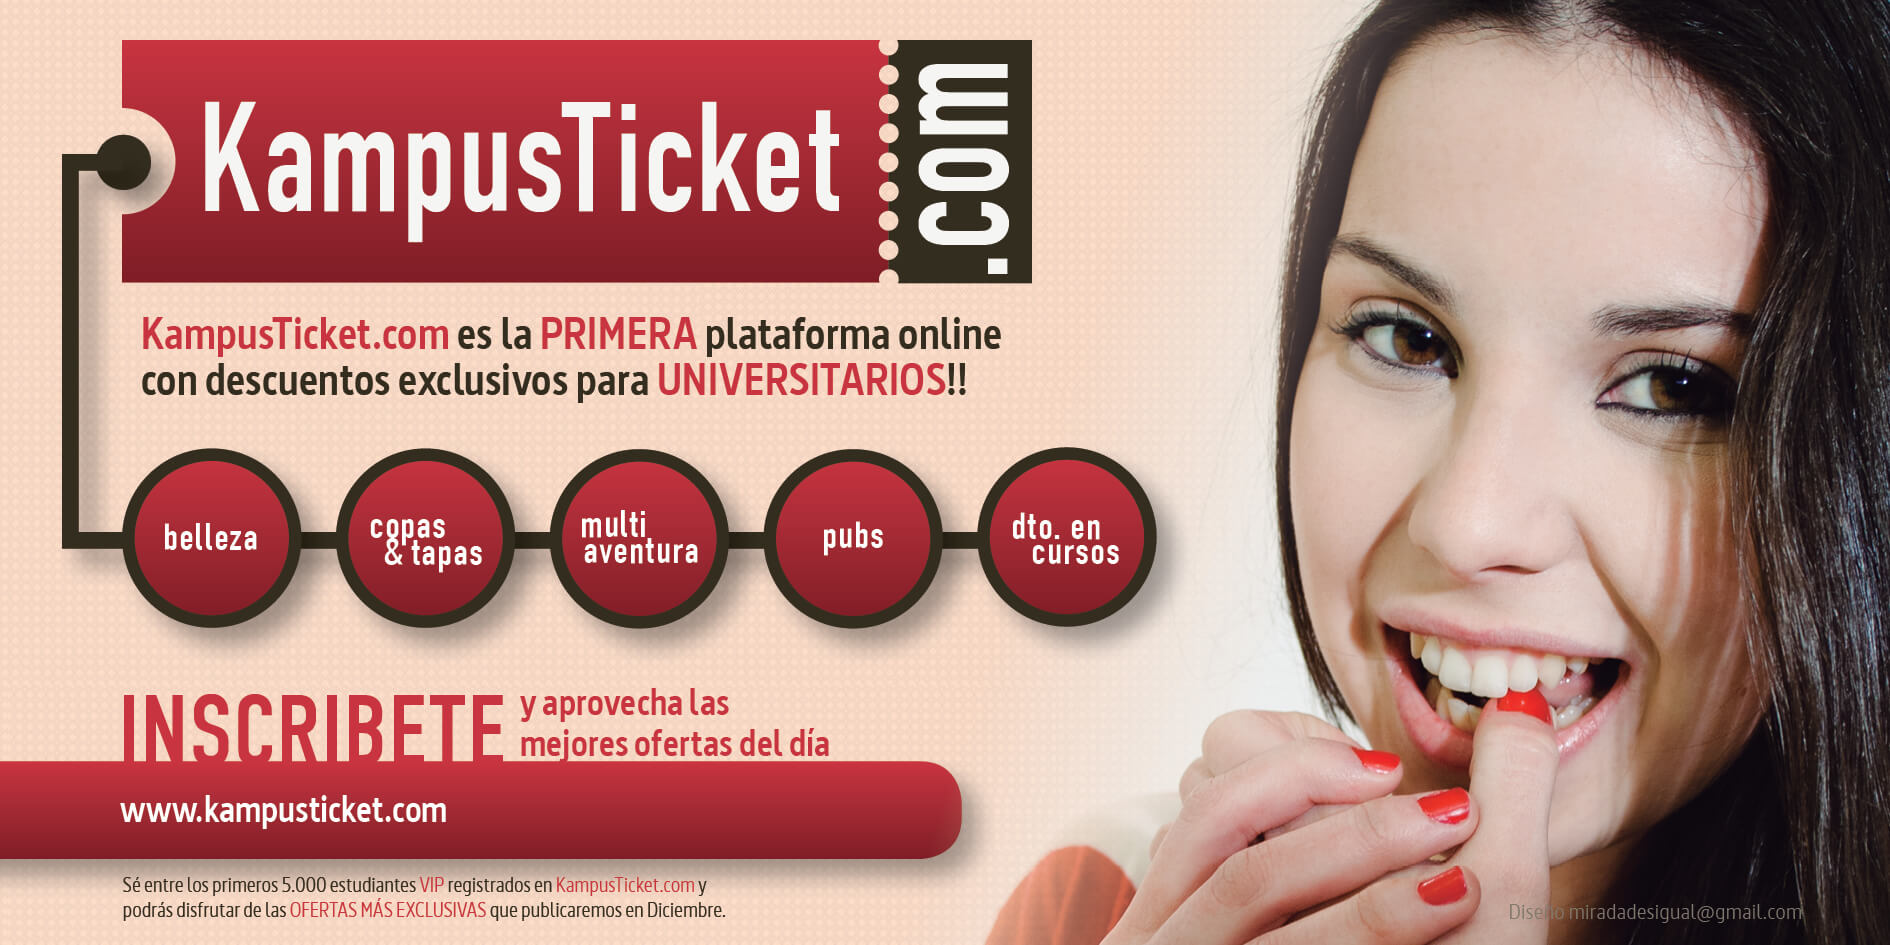 KampusTicket.com
KampusTicket.com es la PRIMERA plataforma online
con descuentos exclusivos para UNIVERSITARIOS!!
belleza
copas
& tapas
multi
aventura
pubs
dto. en
cursos
INSCRIBETE
y aprovecha las
mejores ofertas del día
www.kampusticket.com
Sé entre los primeros 5.000 estudiantes VIP registrados en KampusTicket.com y
podrás disfrutar de las OFERTAS MÁS EXCLUSIVAS que publicaremos en Diciembre.
Diseño miradadesigual@gmail.com